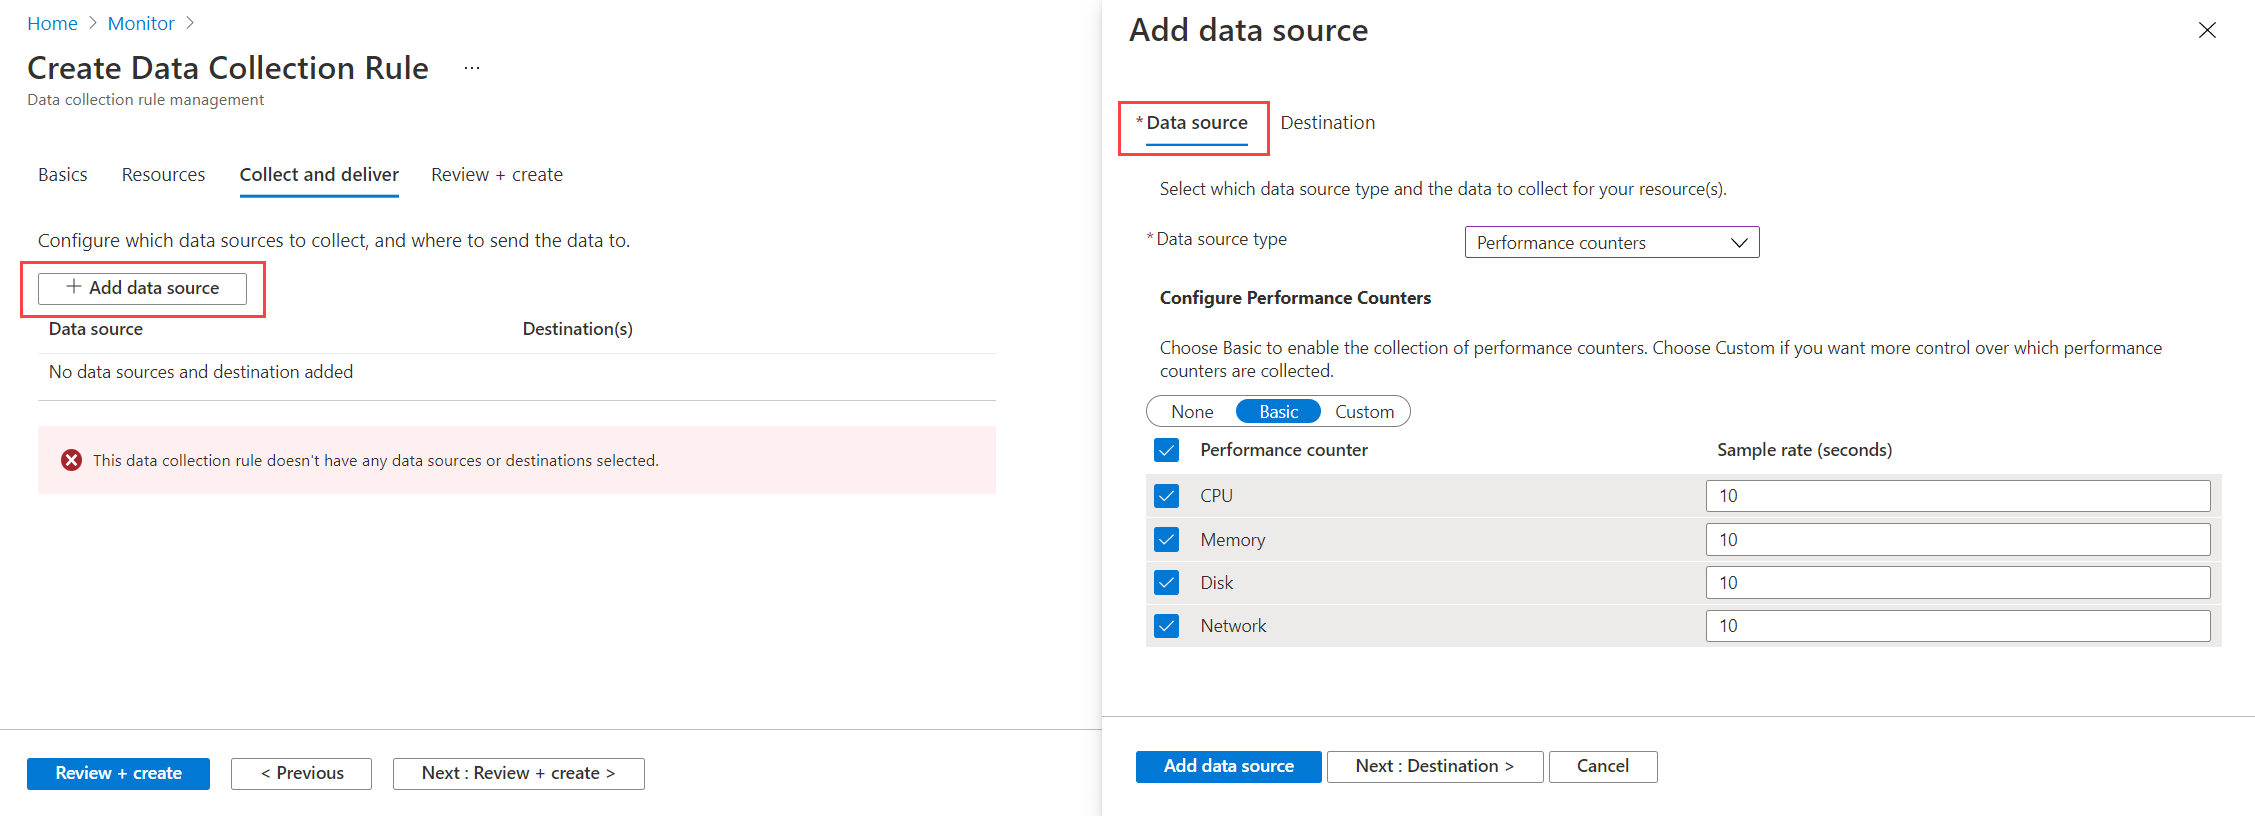 Home > Monitor >
Create Data Collection Rule ...
Data collection rule management
Basics Resources Collect and deliver Review + create
Configure which data sources to collect, and where to send the data to.
+ Add data source
Data source Destination(s)
No data sources and destination added
This data collection rule doesn't have any data sources or destinations selected.
Review + create < Previous Next : Review + create >
Add data source
* Data source Destination
Select which data source type and the data to collect for your resource(s).
* Data source type Performance counters
Configure Performance Counters
Choose Basic to enable the collection of performance counters. Choose Custom if you want more control over which performance
counters are collected.
None Basic Custom
Performance counter Sample rate (seconds)
CPU 10
Memory 10
Disk 10
Network 10
Add data source Next : Destination > Cancel